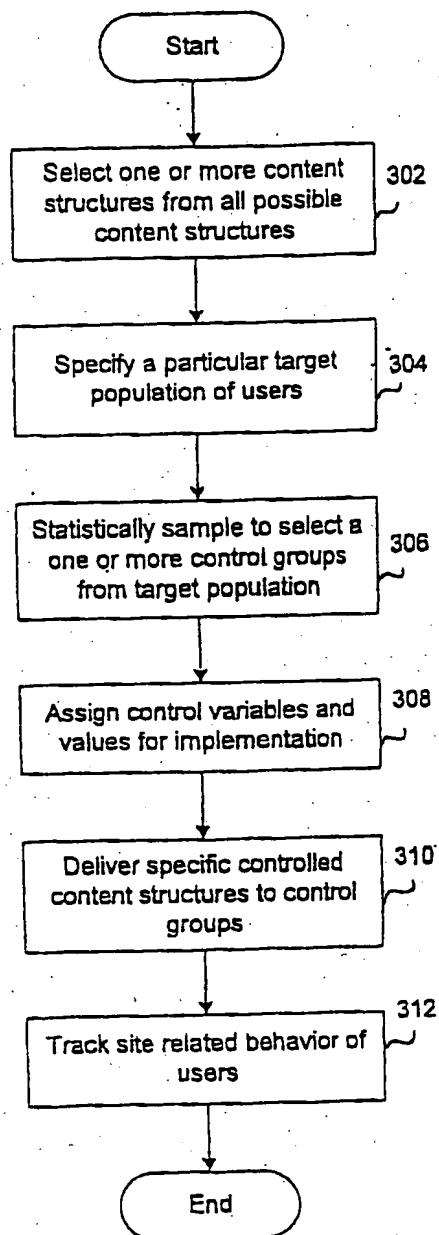 Start
Select one or more content
structures from all possible
content structures
302
Specify a particular target
population of users
304
Statistically sample to select a
one or more control groups
from target population
306
Assign control variables and
values for implementation
308
Deliver specific controlled
content structures to control
groups
310
Track site related behavior of
users
312
End